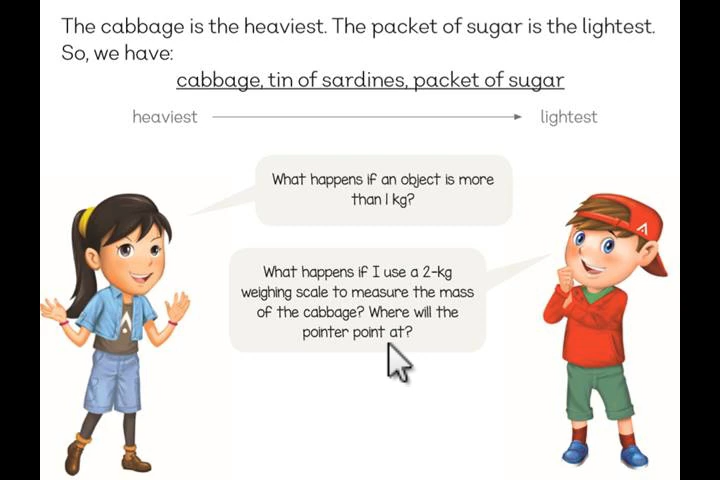 The cabbage is the heaviest. The packet of sugar is the lightest.
So, we have:
cabbage, tin of sardines, packet of sugar
heaviest lightest
What happens if an object is more
than 1 kg?
What happens if I use a 2-kg
weighing scale to measure the mass
of the cabbage? Where will the
pointer point at?